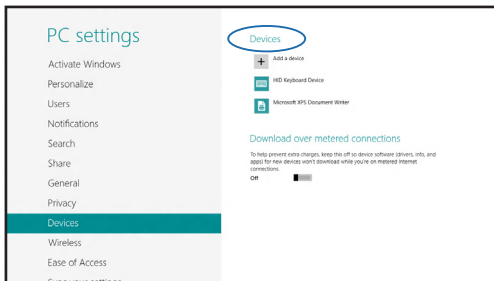 PC settings
Activate Windows
Personalize
Users
Notifications
Search
Share
General
Privacy
Devices
Wireless
Ease of Access
Sync your settings
Devices
Add a device
HID Keyboard Device
Microsoft XPS Document Writer
Download over metered connections
To help prevent extra charges, keep this off so device software (drivers, info, and
apps) for new devices won't download while you're on metered Internet
connections.
Off